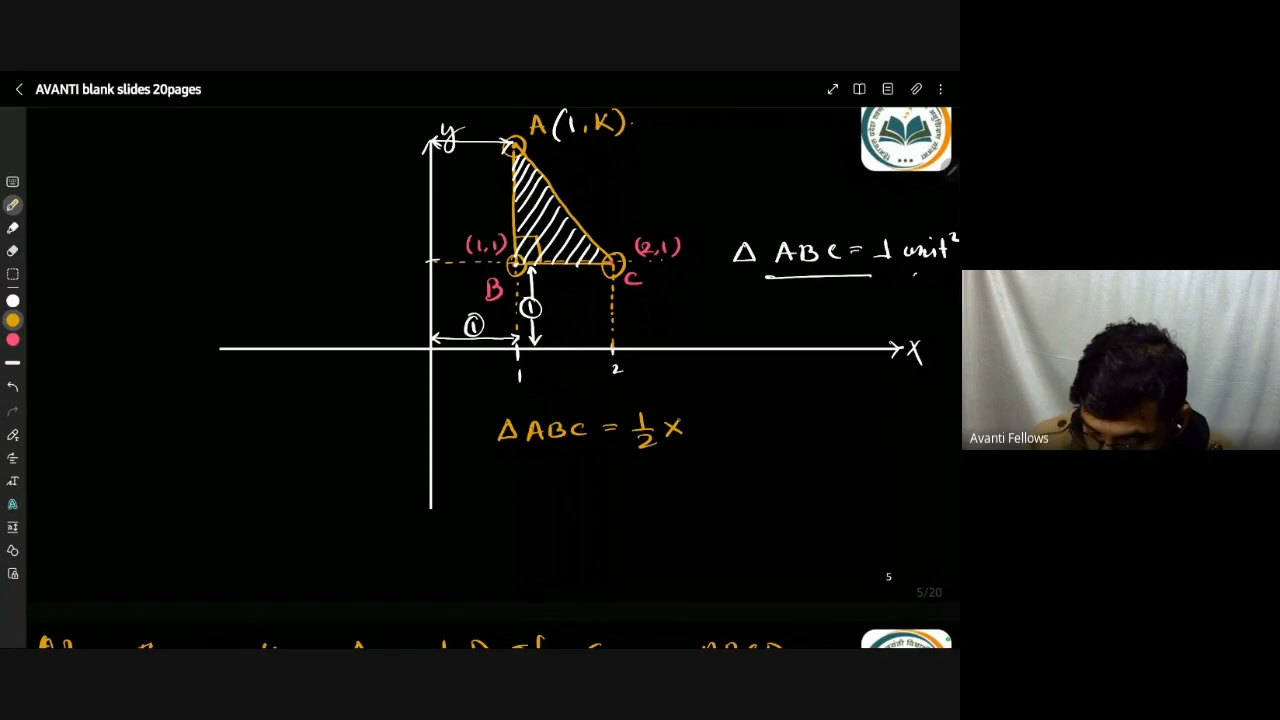 AVANTI blank slides 20pages
y
A (1, K)
(1,1)
(2,1)
Δ ABC = 1 unit²
B
C
①
①
X
1
2
Δ ABC = 1/2 x
Avanti Fellows
5
5/20